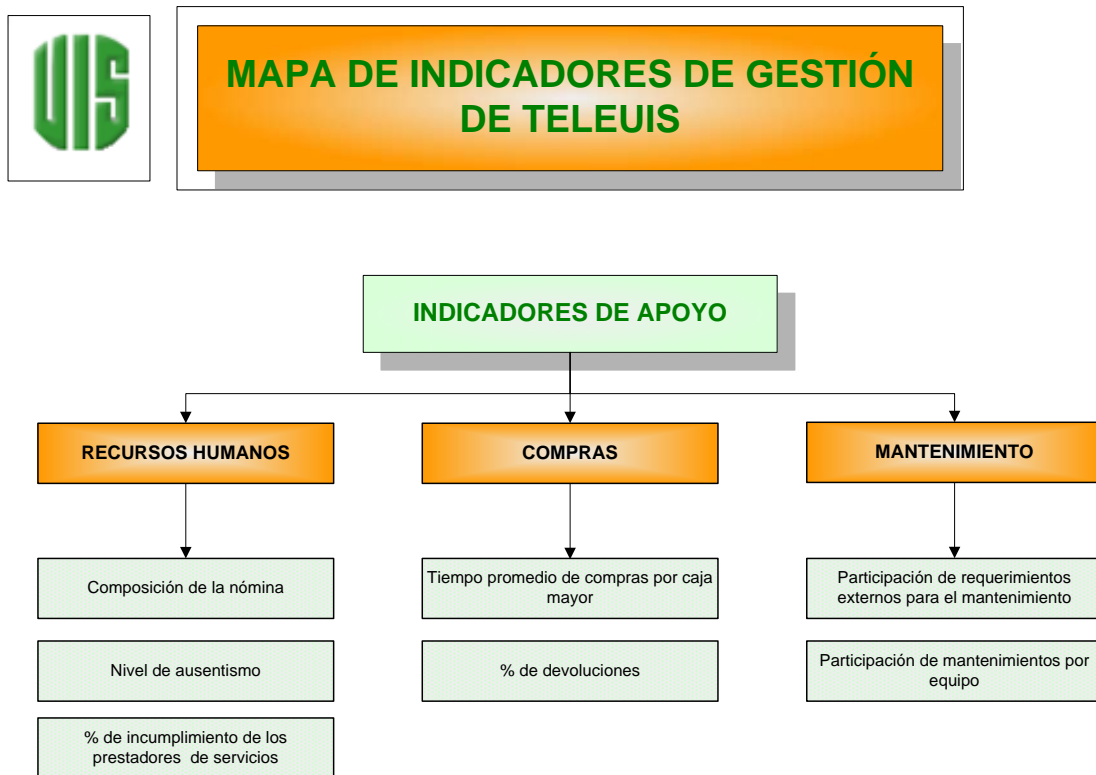 UIS
MAPA DE INDICADORES DE GESTIÓN
DE TELEUIS
INDICADORES DE APOYO
RECURSOS HUMANOS
COMPRAS
MANTENIMIENTO
Composición de la nómina
Tiempo promedio de compras por caja
mayor
Participación de requerimientos
externos para el mantenimiento
Nivel de ausentismo
% de devoluciones
Participación de mantenimientos por
equipo
% de incumplimiento de los
prestadores de servicios